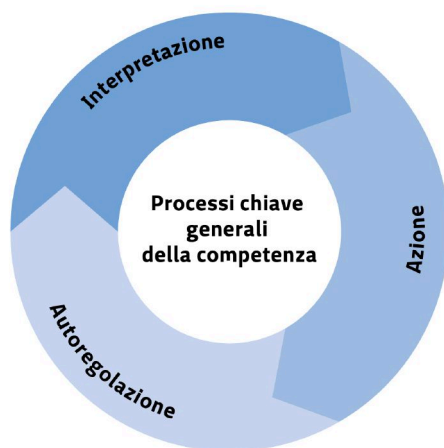 Interpretazione
Processi chiave
generali
della competenza
Azione
Autoregolazione